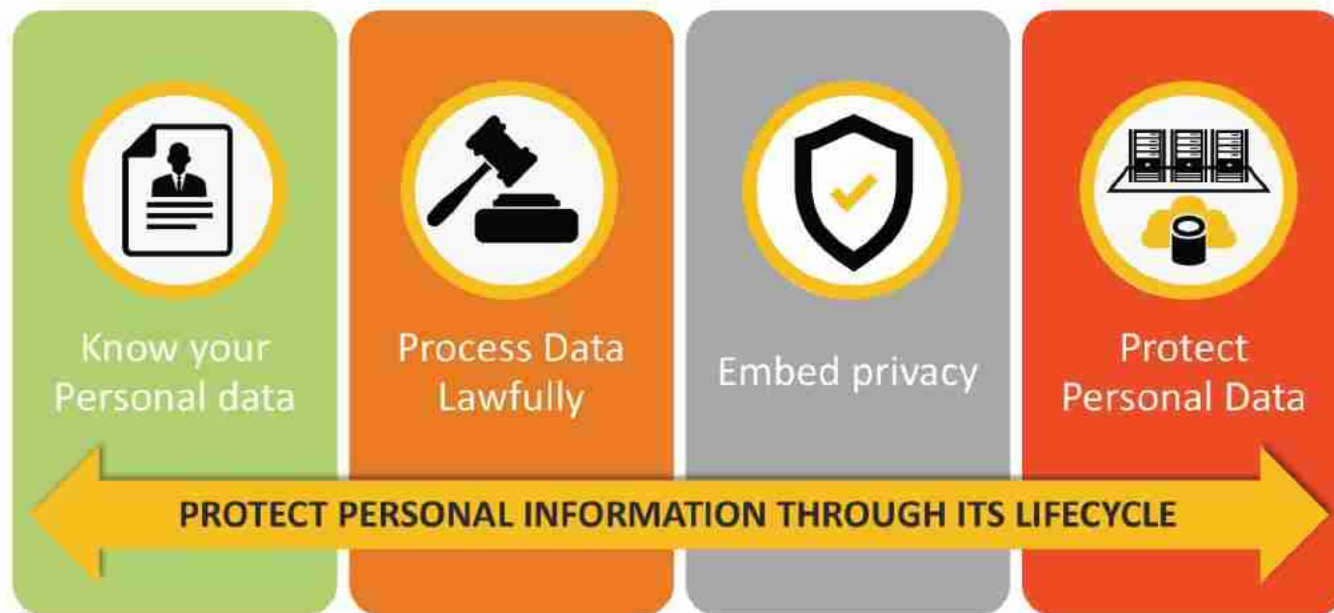 Know your
Personal data
Process Data
Lawfully
Embed privacy
Protect
Personal Data
PROTECT PERSONAL INFORMATION THROUGH ITS LIFECYCLE